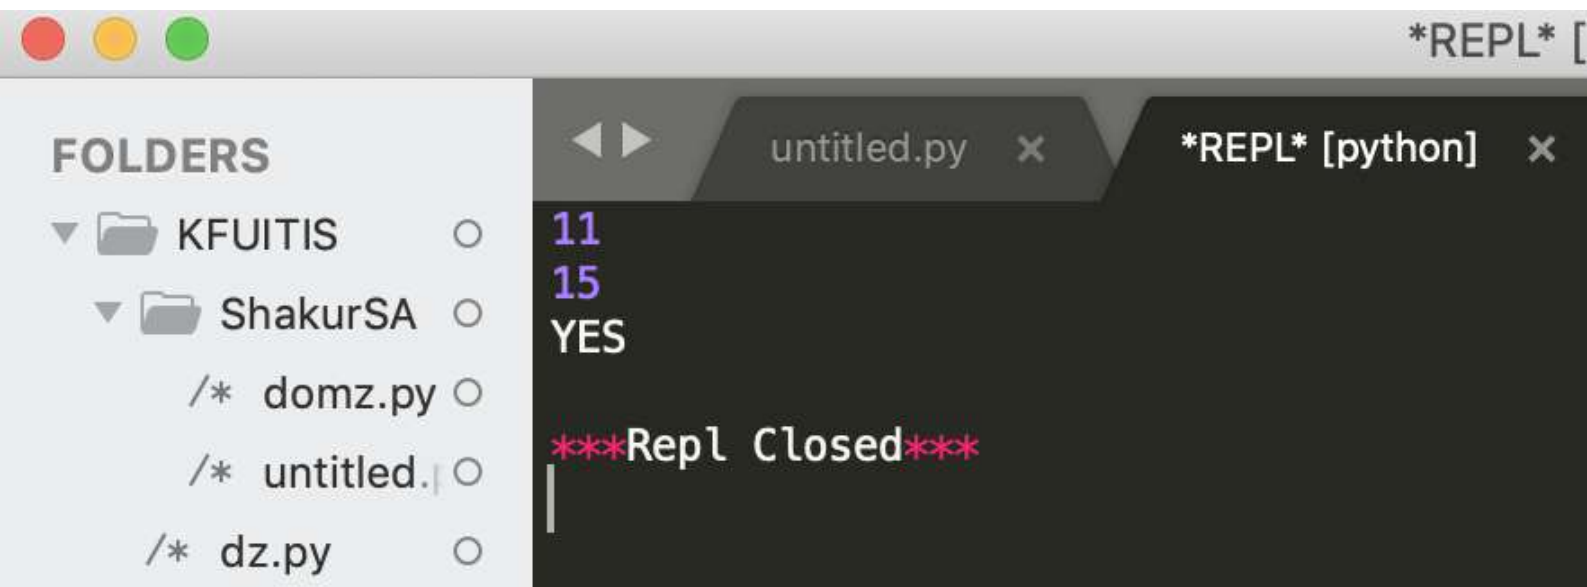 *REPL* [
FOLDERS
KFUITIS
ShakurSA
/* domz.py
/* untitled.
/* dz.py
untitled.py ×
*REPL* [python] ×
11
15
YES
***Repl Closed***